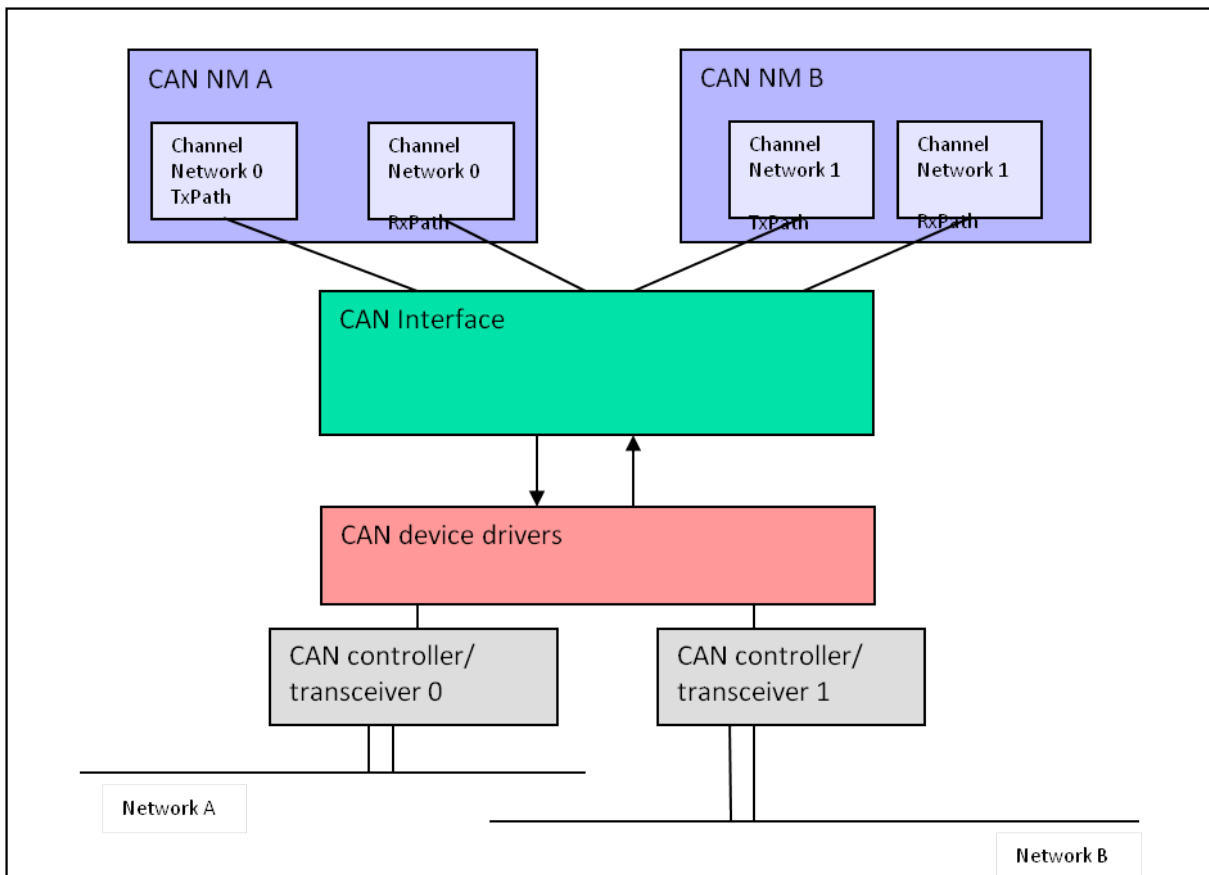 CAN NM A
Channel
Network 0
TxPath
Channel
Network 0
RxPath
CAN NM B
Channel
Network 1
TxPath
Channel
Network 1
RxPath
CAN Interface
CAN device drivers
CAN controller/
transceiver 0
CAN controller/
transceiver 1
Network A
Network B